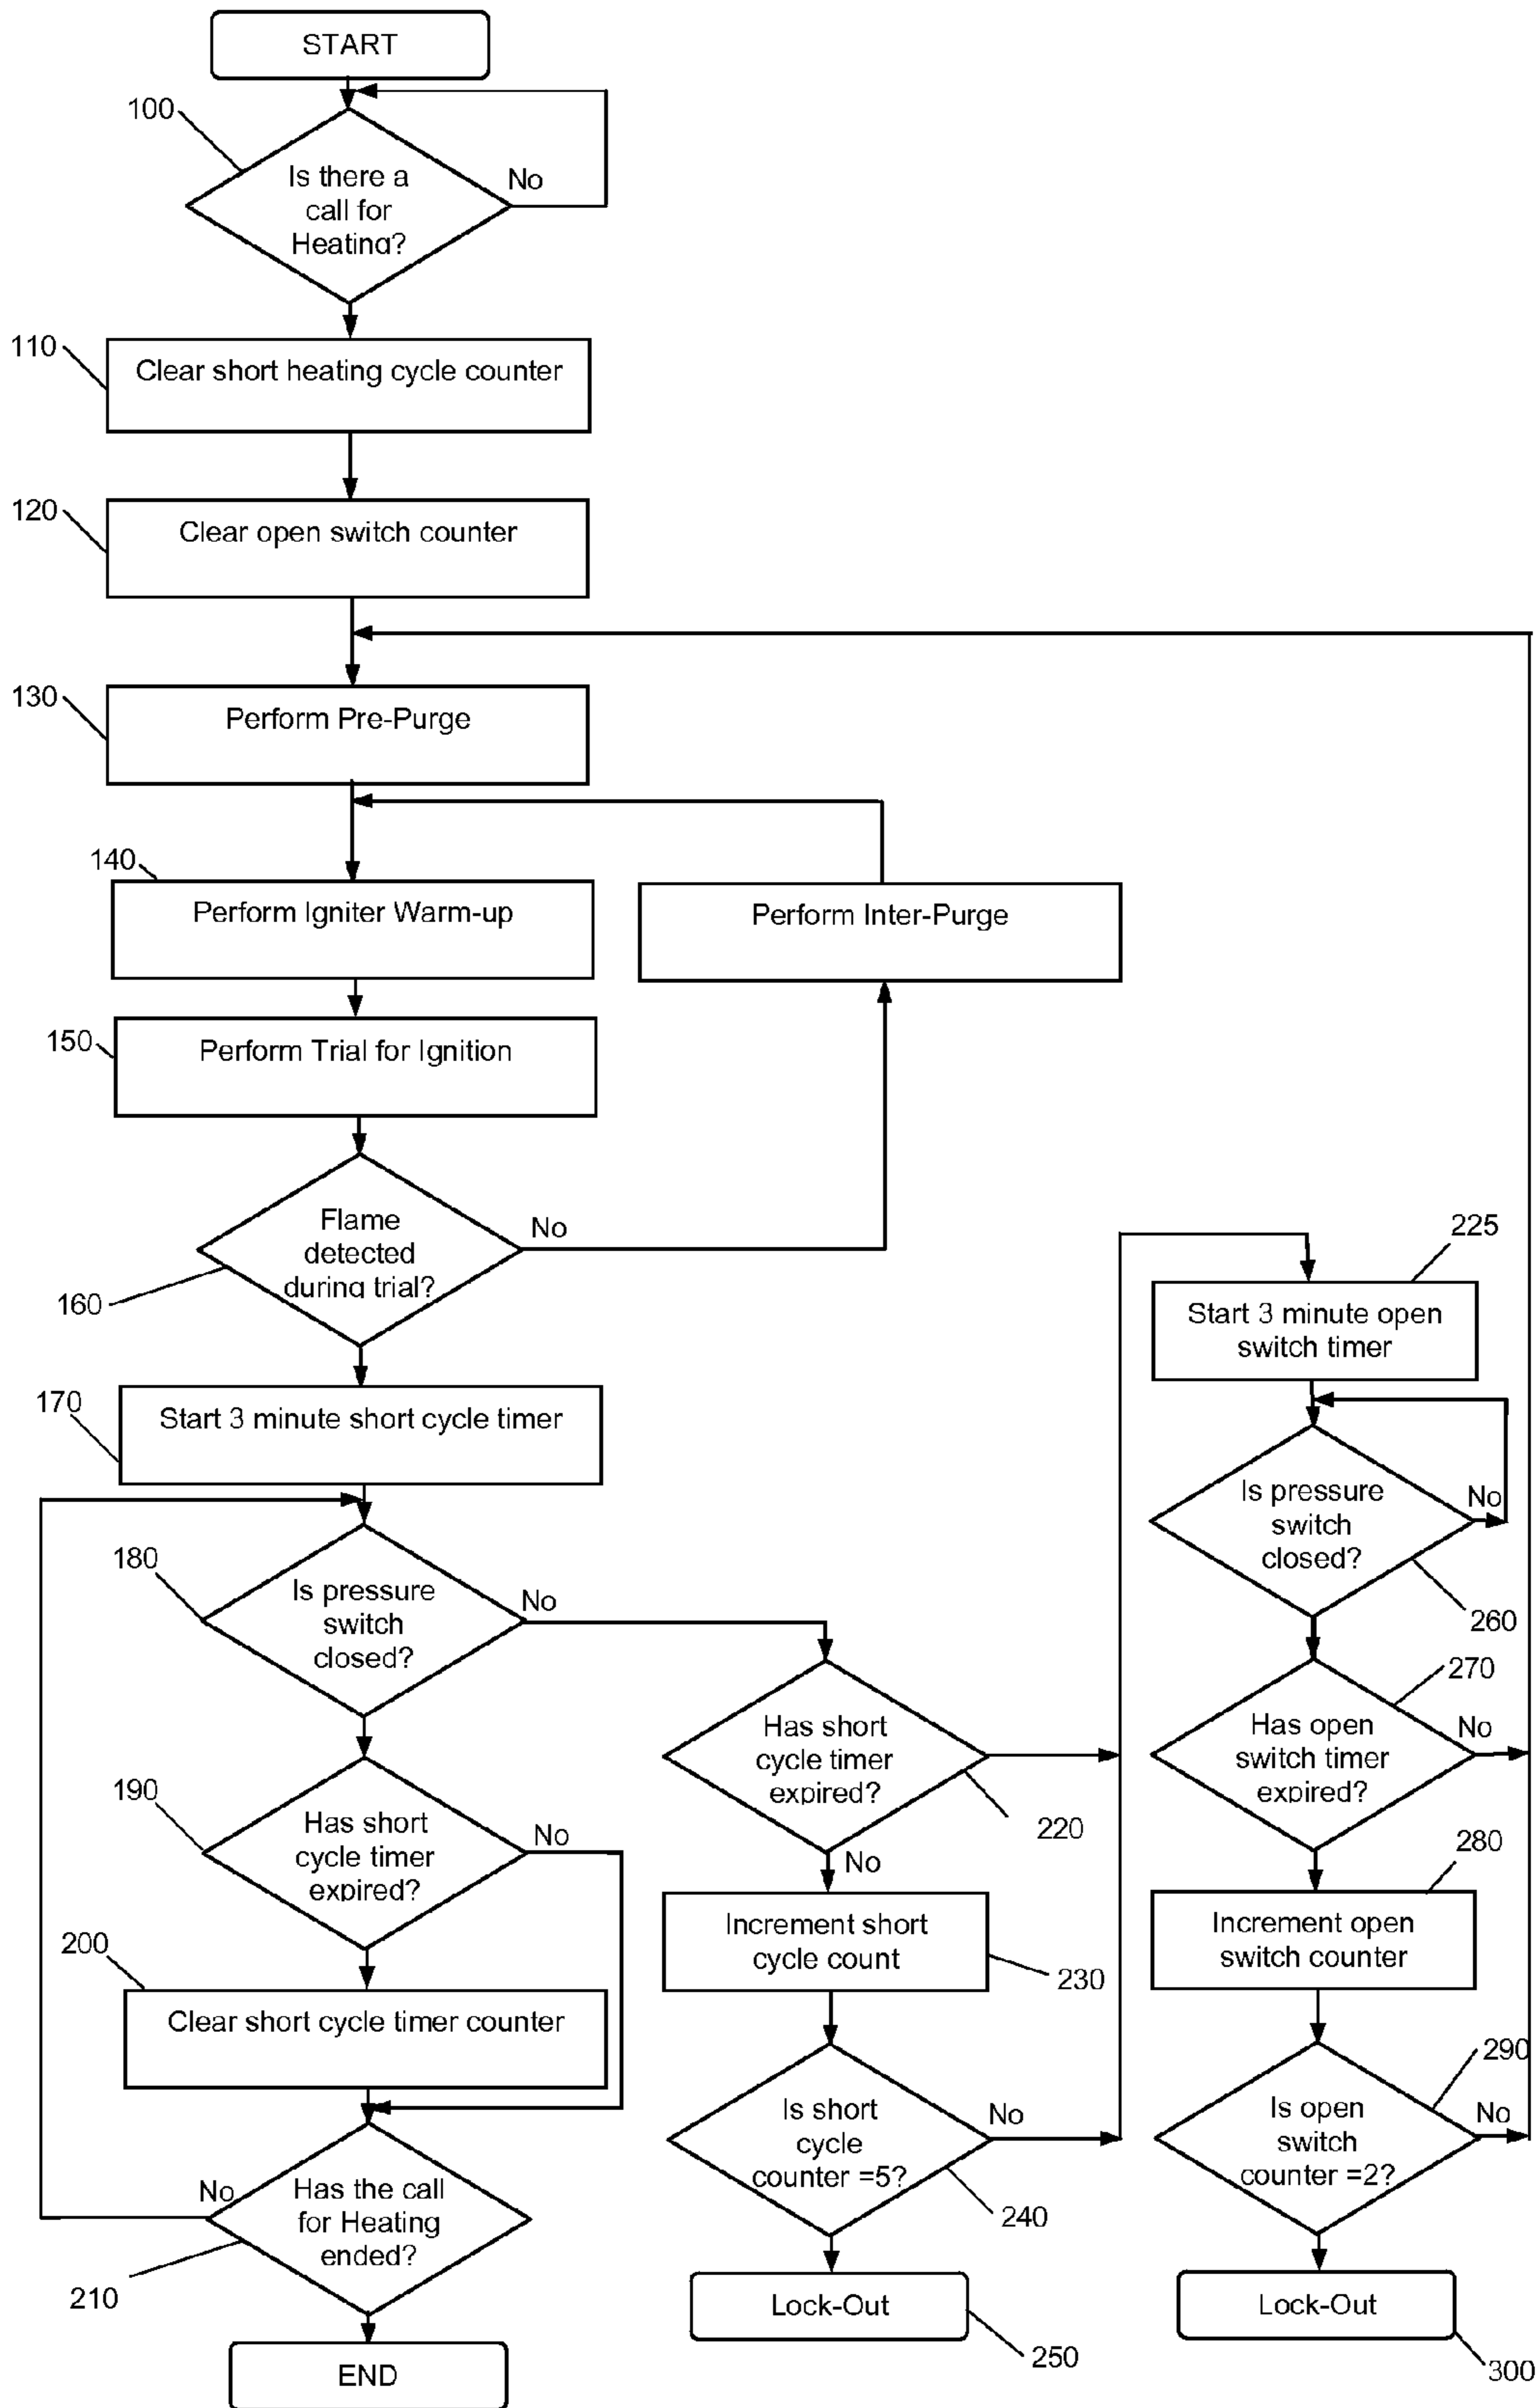 START
100
Is there a
call for
Heating?
No
110
Clear short heating cycle counter
120
Clear open switch counter
130
Perform Pre-Purge
140
Perform Igniter Warm-up
Perform Inter-Purge
150
Perform Trial for Ignition
Flame
detected
during trial?
No
160
170
Start 3 minute short cycle timer
180
Is pressure
switch
closed?
No
190
Has short
cycle timer
expired?
No
200
Clear short cycle timer counter
No
Has the call
for Heating
ended?
210
END
Has short
cycle timer
expired?
220
No
Increment short
cycle count
230
Is short
cycle
counter =5?
No
240
Lock-Out
250
225
Start 3 minute open
switch timer
Is pressure
switch
closed?
No
260
270
Has open
switch timer
expired?
No
280
Increment open
switch counter
290
Is open
switch
counter =2?
No
Lock-Out
300